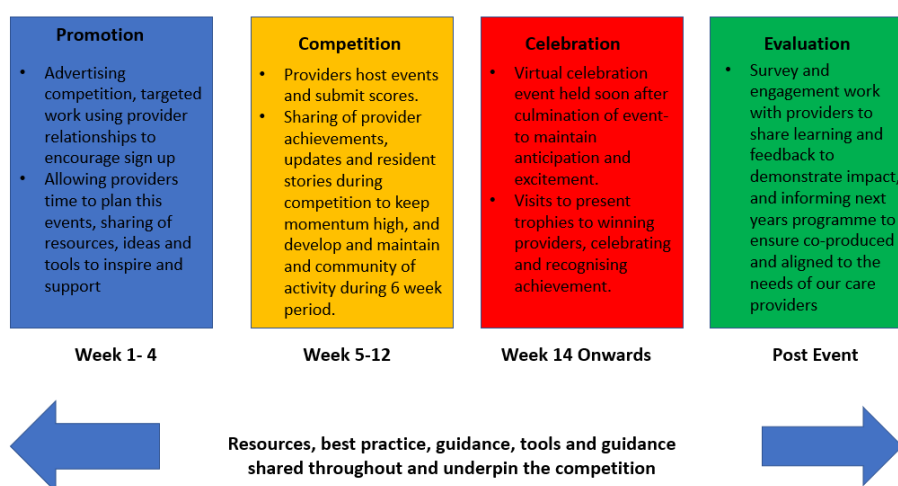 Promotion
• Advertising
competition, targeted
work using provider
relationships to
encourage sign up
• Allowing providers
time to plan this
events, sharing of
resources, ideas and
tools to inspire and
support
Week 1- 4
Competition
• Providers host events
and submit scores.
• Sharing of provider
achievements,
updates and resident
stories during
competition to keep
momentum high, and
develop and maintain
and community of
activity during 6 week
period.
Week 5-12
Celebration
• Virtual celebration
event held soon after
culmination of event-
to maintain
anticipation and
excitement.
• Visits to present
trophies to winning
providers, celebrating
and recognising
achievement.
Week 14 Onwards
Evaluation
• Survey and
engagement work
with providers to
share learning and
feedback to
demonstrate impact,
and informing next
years programme to
ensure co-produced
and aligned to the
needs of our care
providers
Post Event
Resources, best practice, guidance, tools and guidance
shared throughout and underpin the competition